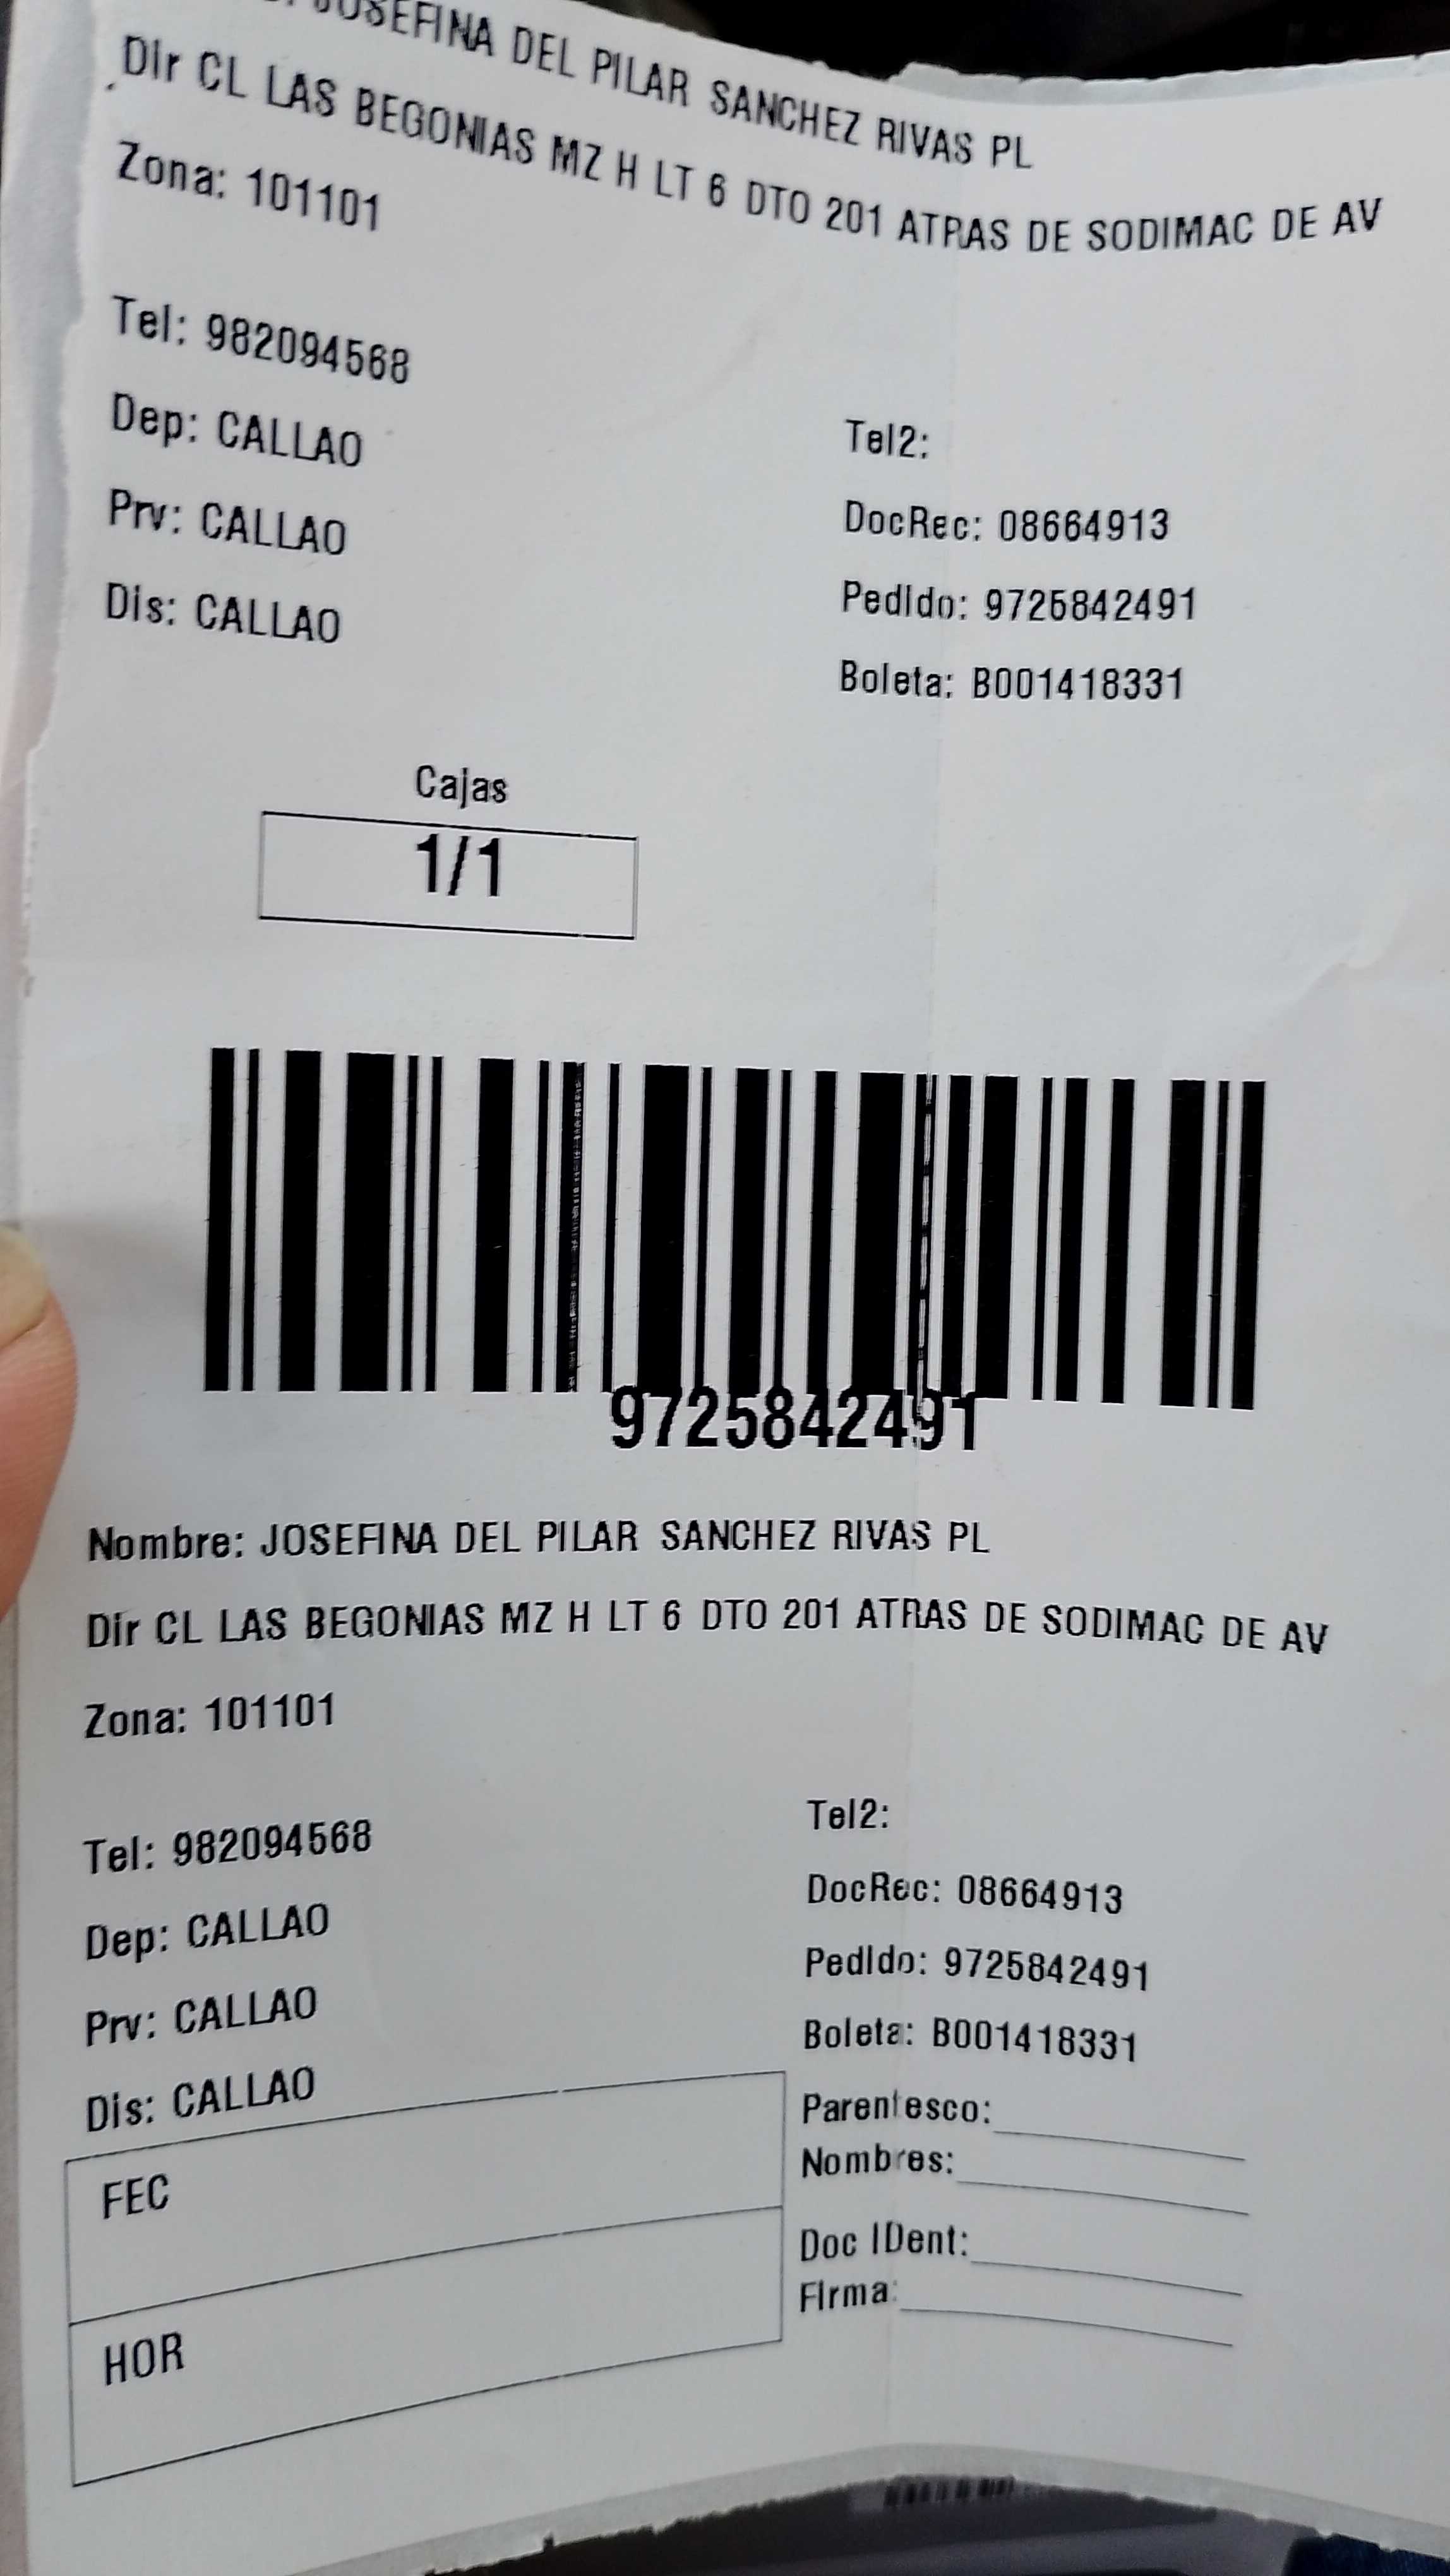 JOSEFINA DEL PILAR SANCHEZ RIVAS PL
Dir CL LAS BEGONIAS MZ H LT 6 DTO 201 ATRAS DE SODIMAC DE AV
Zona: 101101
Tel: 982094568
Tel2:
Dep: CALLAO
DocRec: 08664913
Prv: CALLAO
Pedido: 9725842491
Dis: CALLAO
Boleta: B001418331
Cajas
1/1
9725842491
Nombre: JOSEFINA DEL PILAR SANCHEZ RIVAS PL
Dir CL LAS BEGONIAS MZ H LT 6 DTO 201 ATRAS DE SODIMAC DE AV
Zona: 101101
Tel: 982094568
Tel2:
Dep: CALLAO
DocRec: 08664913
Prv: CALLAO
Pedido: 9725842491
Dis: CALLAO
Boleta: B001418331
Parentesco:
Nombres:
Doc IDent:
Firma:
FEC
HOR